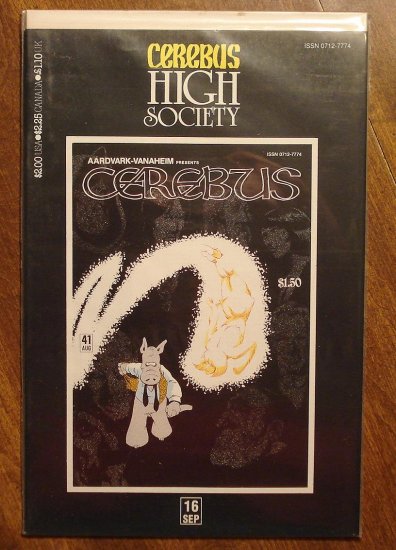 CEREBUS
HIGH
SOCIETY
ISSN 0712-7774
$2.00 USA ● $2.25 CANADA ● £1.10 UK
AARDVARK-VANAHEIM PRESENTS
ISSN 0712-7774
CEREBUS
$1.50
41
AUG
16
SEP